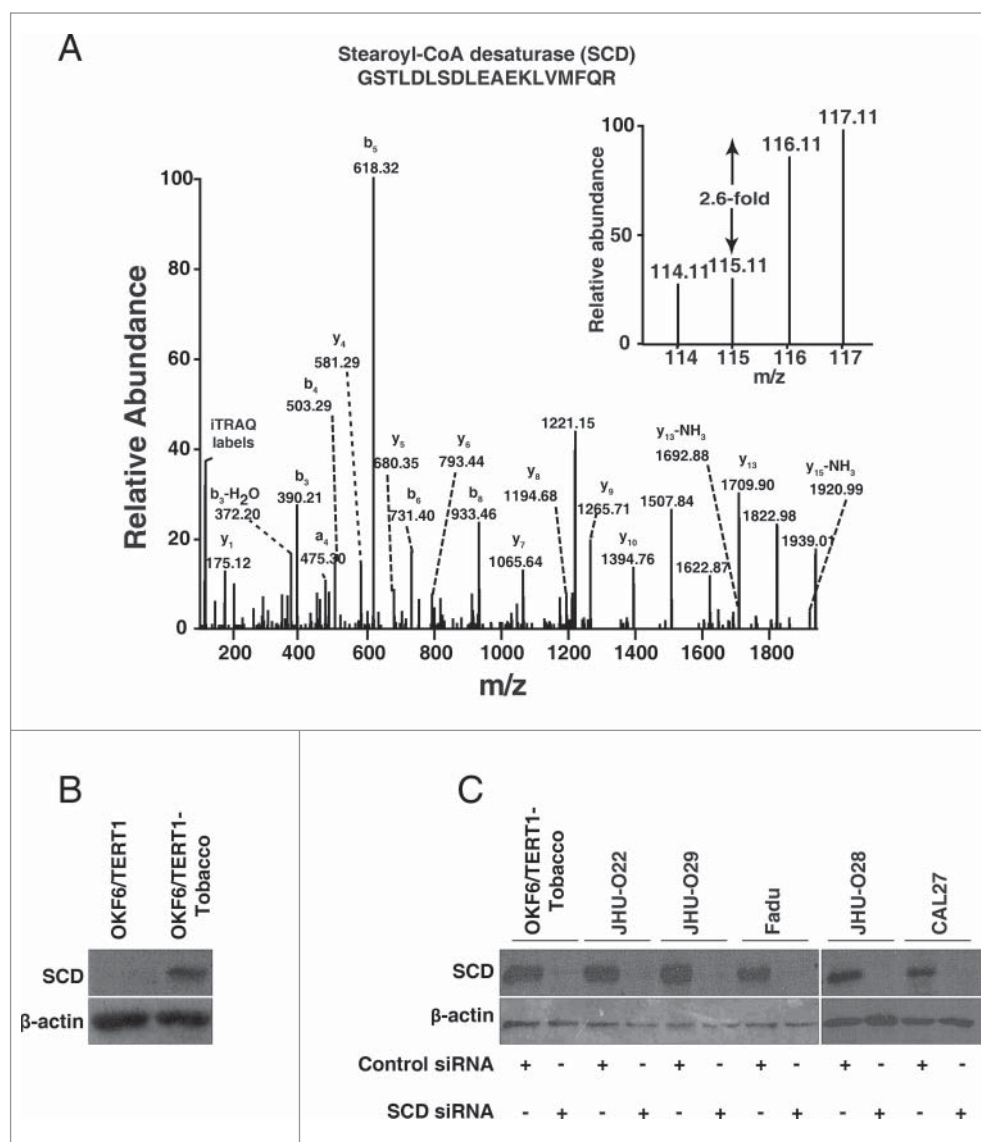 A
Stearoyl-CoA desaturase (SCD)
GSTLDLSDLEAEKLVMFQR
Relative Abundance
100
80
60
40
20
0
200
400
600
800
1000
1200
1400
1600
1800
m/z
iTRAQ
labels
b3-H2O
372.20
y1
175.12
b3
390.21
a4
475.30
b4
503.29
y4
581.29
b5
618.32
y5
680.35
b6
731.40
y6
793.44
b8
933.46
y7
1065.64
y8
1194.68
1221.15
y9
1265.71
y10
1394.76
1507.84
1622.87
y13-NH3
1692.88
y13
1709.90
1822.98
y15-NH3
1920.99
1939.01
Relative abundance
100
50
0
114.11
115.11
116.11
117.11
2.6-fold
114
115
116
117
m/z
B
OKF6/TERT1
OKF6/TERT1-
Tobacco
SCD
β-actin
C
OKF6/TERT1-
Tobacco
JHU-O22
JHU-O29
Fadu
JHU-O28
CAL27
SCD
β-actin
Control siRNA + - + - + - + - + - + -
SCD siRNA - + - + - + - + - + - +